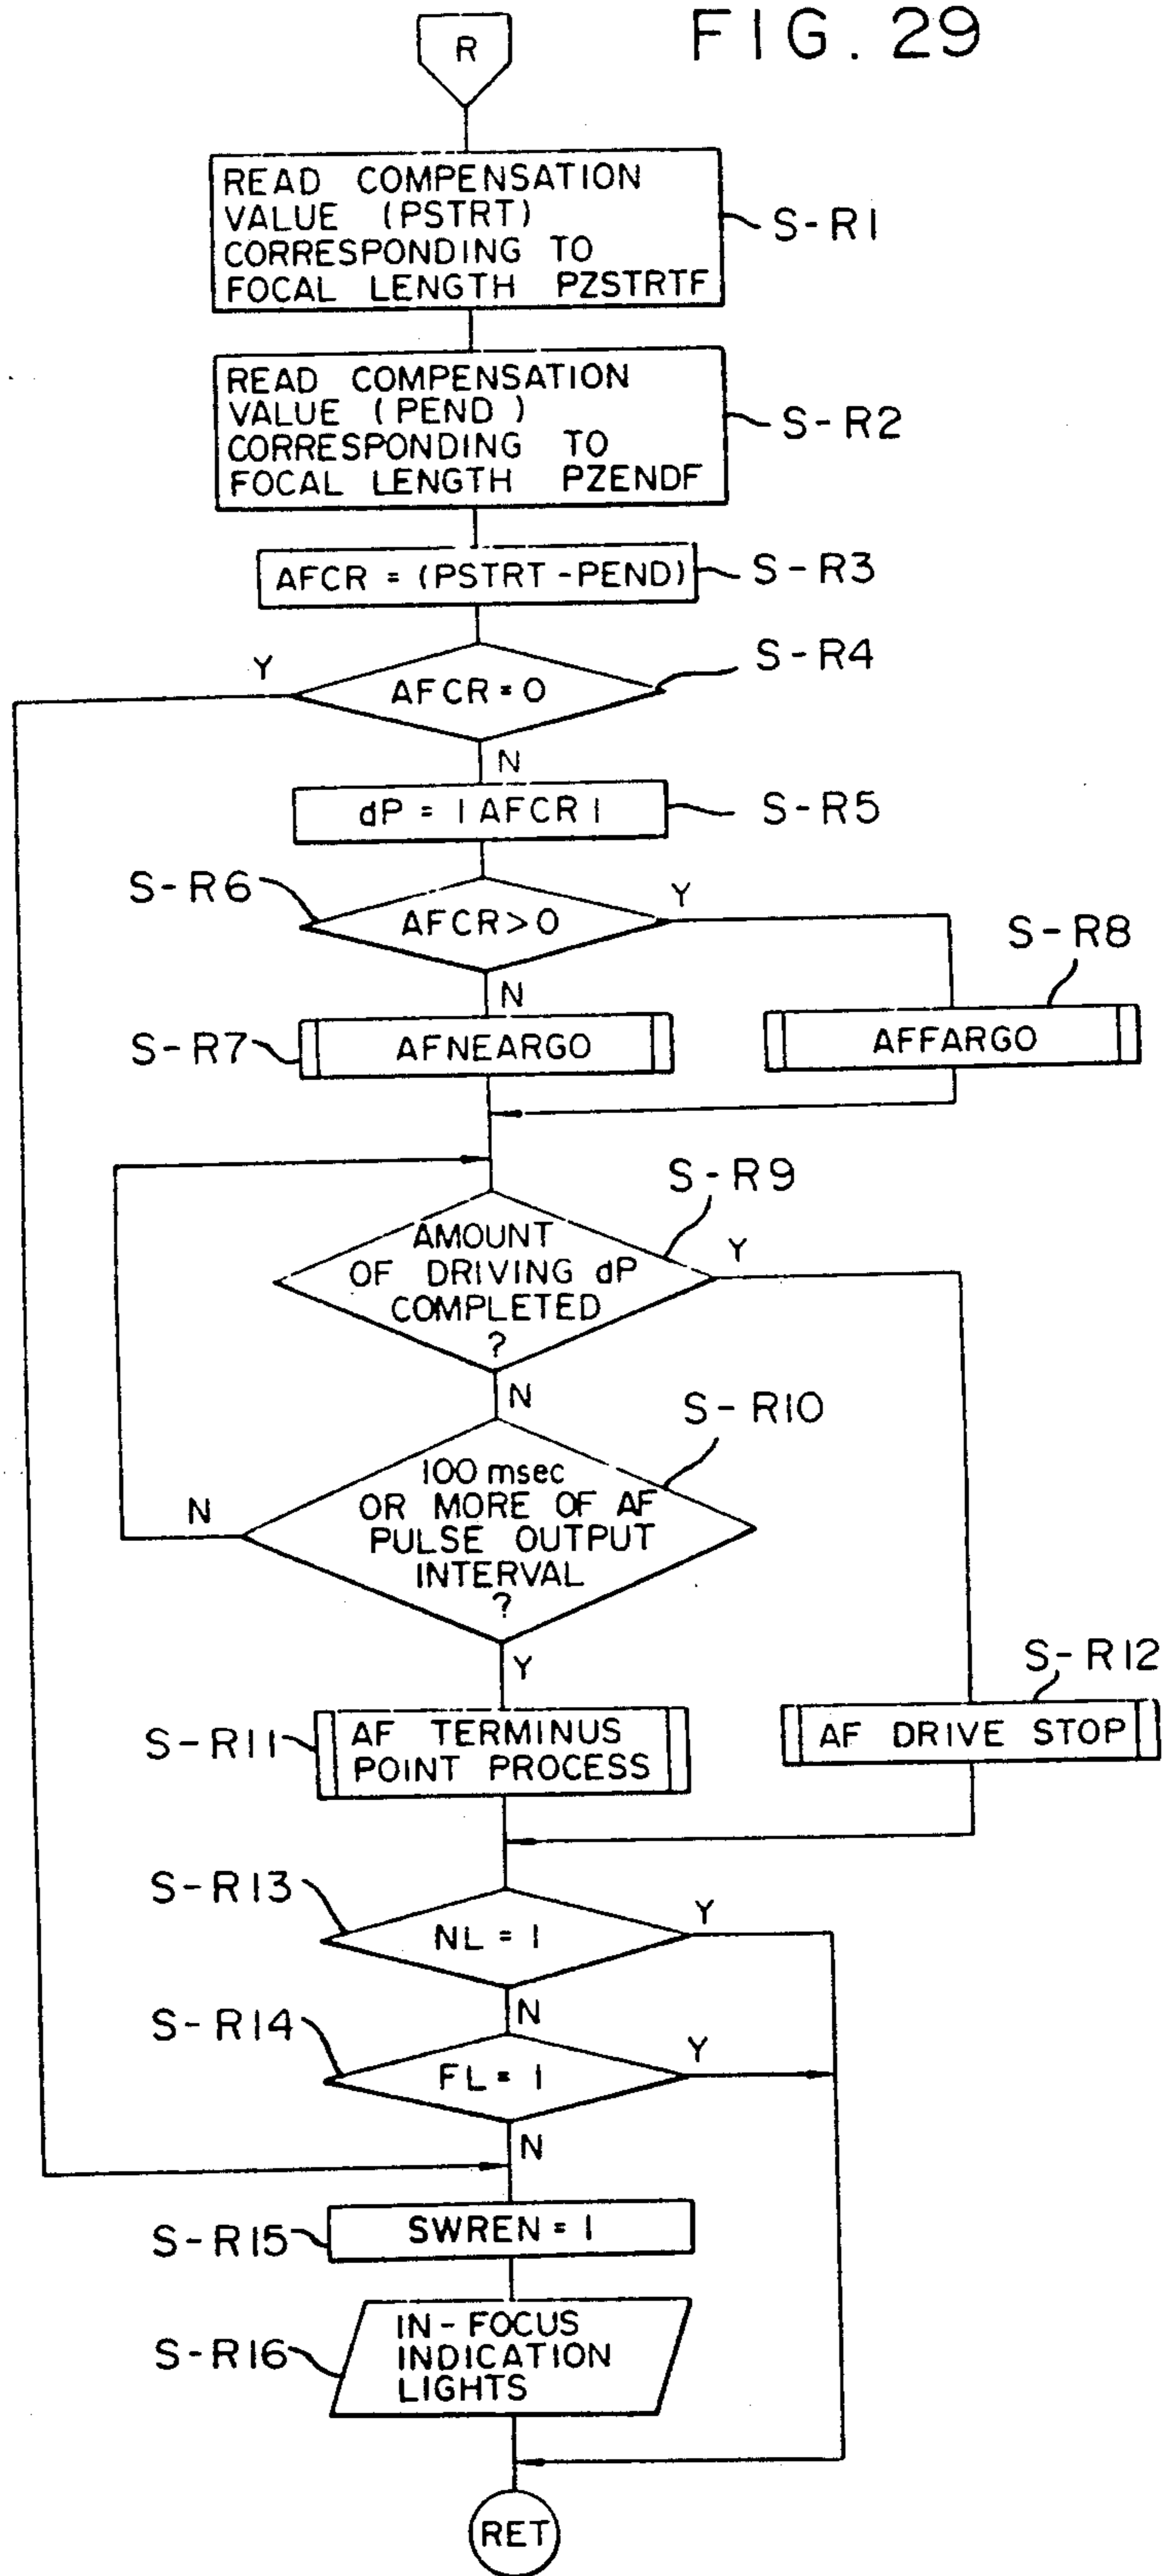 FIG. 29
R
READ COMPENSATION
VALUE (PSTRT)
CORRESPONDING TO
FOCAL LENGTH PZSTRTF
S-R1
READ COMPENSATION
VALUE (PEND)
CORRESPONDING TO
FOCAL LENGTH PZENDF
S-R2
AFCR = (PSTRT-PEND)
S-R3
Y
AFCR = 0
S-R4
N
dP = |AFCR|
S-R5
S-R6
AFCR>0
Y
N
S-R8
S-R7
AFNEARGO
AFFARGO
S-R9
AMOUNT
OF DRIVING dP
COMPLETED
?
Y
N
S-R10
100 msec
OR MORE OF AF
PULSE OUTPUT
INTERVAL
?
N
Y
S-R12
S-R11
AF TERMINUS
POINT PROCESS
AF DRIVE STOP
S-R13
NL = 1
Y
N
S-R14
FL = 1
Y
N
S-R15
SWREN = 1
S-R16
IN-FOCUS
INDICATION
LIGHTS
RET